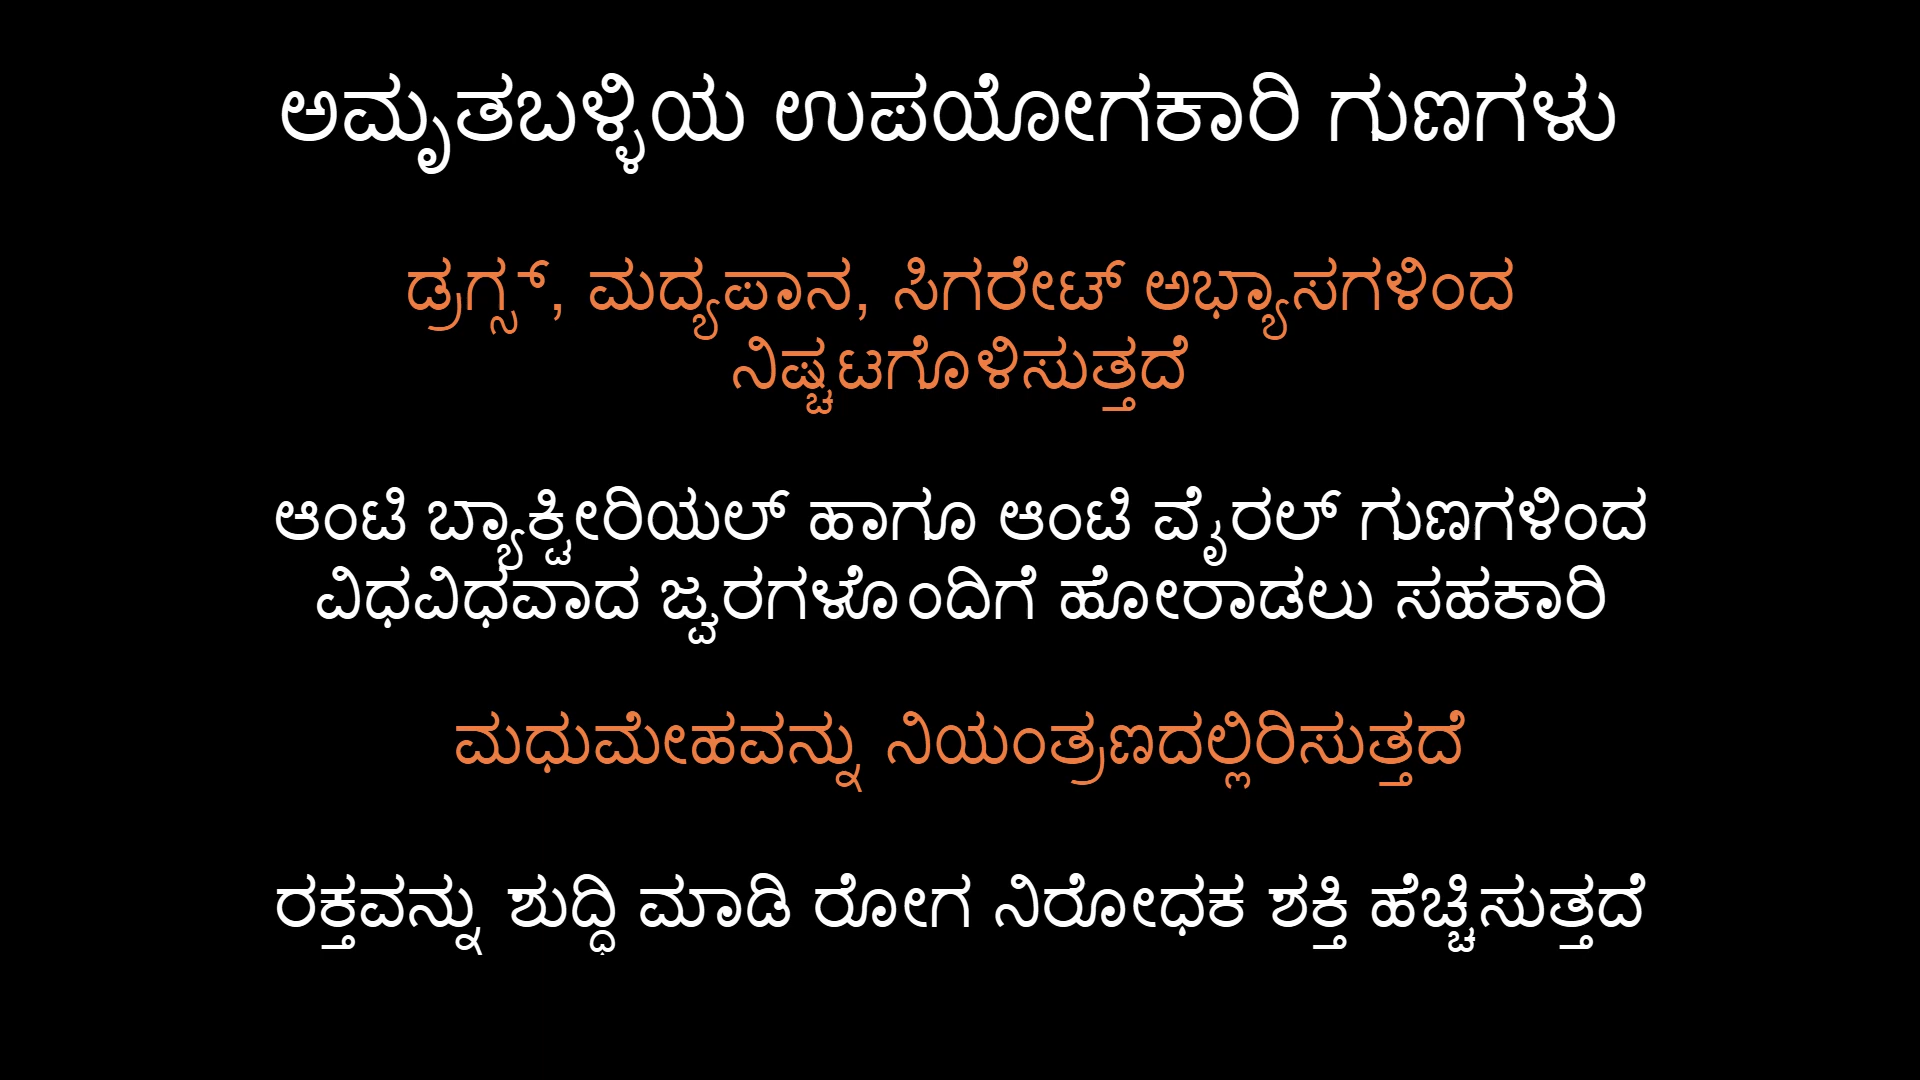 ಅಮೃತಬಳ್ಳಿಯ ಉಪಯೋಗಕಾರಿ ಗುಣಗಳು
ಡ್ರಗ್ಸ್, ಮದ್ಯಪಾನ, ಸಿಗರೇಟ್ ಅಭ್ಯಾಸಗಳಿಂದ
ನಿಷ್ಚಟಗೊಳಿಸುತ್ತದೆ
ಆಂಟಿ ಬ್ಯಾಕ್ಟೀರಿಯಲ್ ಹಾಗೂ ಆಂಟಿ ವೈರಲ್ ಗುಣಗಳಿಂದ
ವಿಧವಿಧವಾದ ಜ್ವರಗಳೊಂದಿಗೆ ಹೋರಾಡಲು ಸಹಕಾರಿ
ಮಧುಮೇಹವನ್ನು ನಿಯಂತ್ರಣದಲ್ಲಿರಿಸುತ್ತದೆ
ರಕ್ತವನ್ನು ಶುದ್ಧಿ ಮಾಡಿ ರೋಗ ನಿರೋಧಕ ಶಕ್ತಿ ಹೆಚ್ಚಿಸುತ್ತದೆ